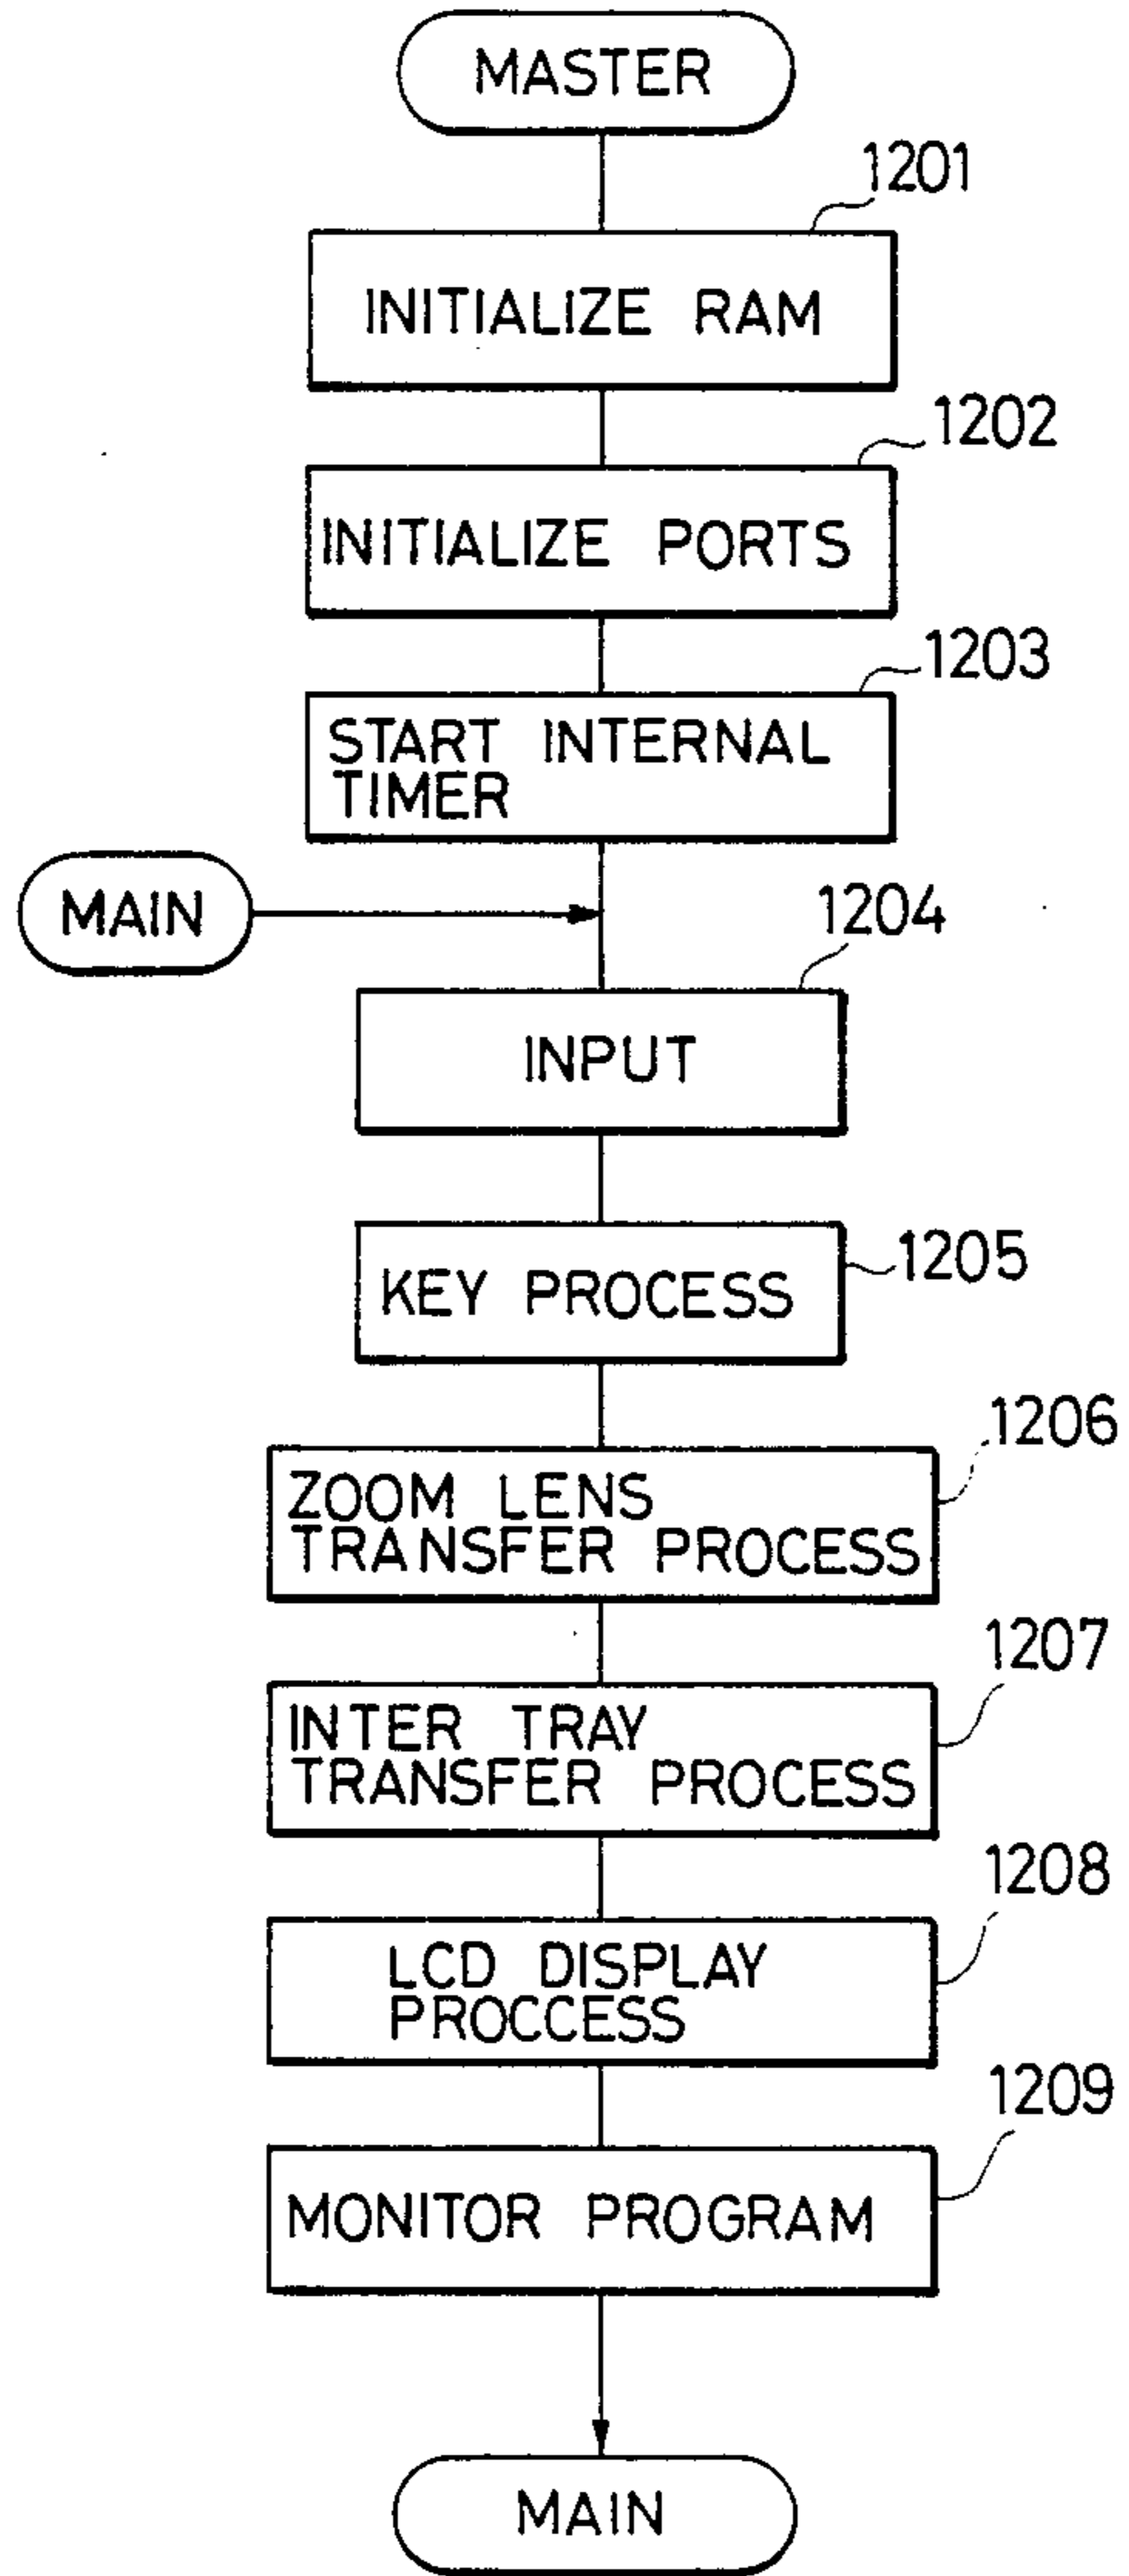 MASTER
1201
INITIALIZE RAM
1202
INITIALIZE PORTS
1203
START INTERNAL
TIMER
MAIN
1204
INPUT
1205
KEY PROCESS
1206
ZOOM LENS
TRANSFER PROCESS
1207
INTER TRAY
TRANSFER PROCESS
1208
LCD DISPLAY
PROCCESS
1209
MONITOR PROGRAM
MAIN